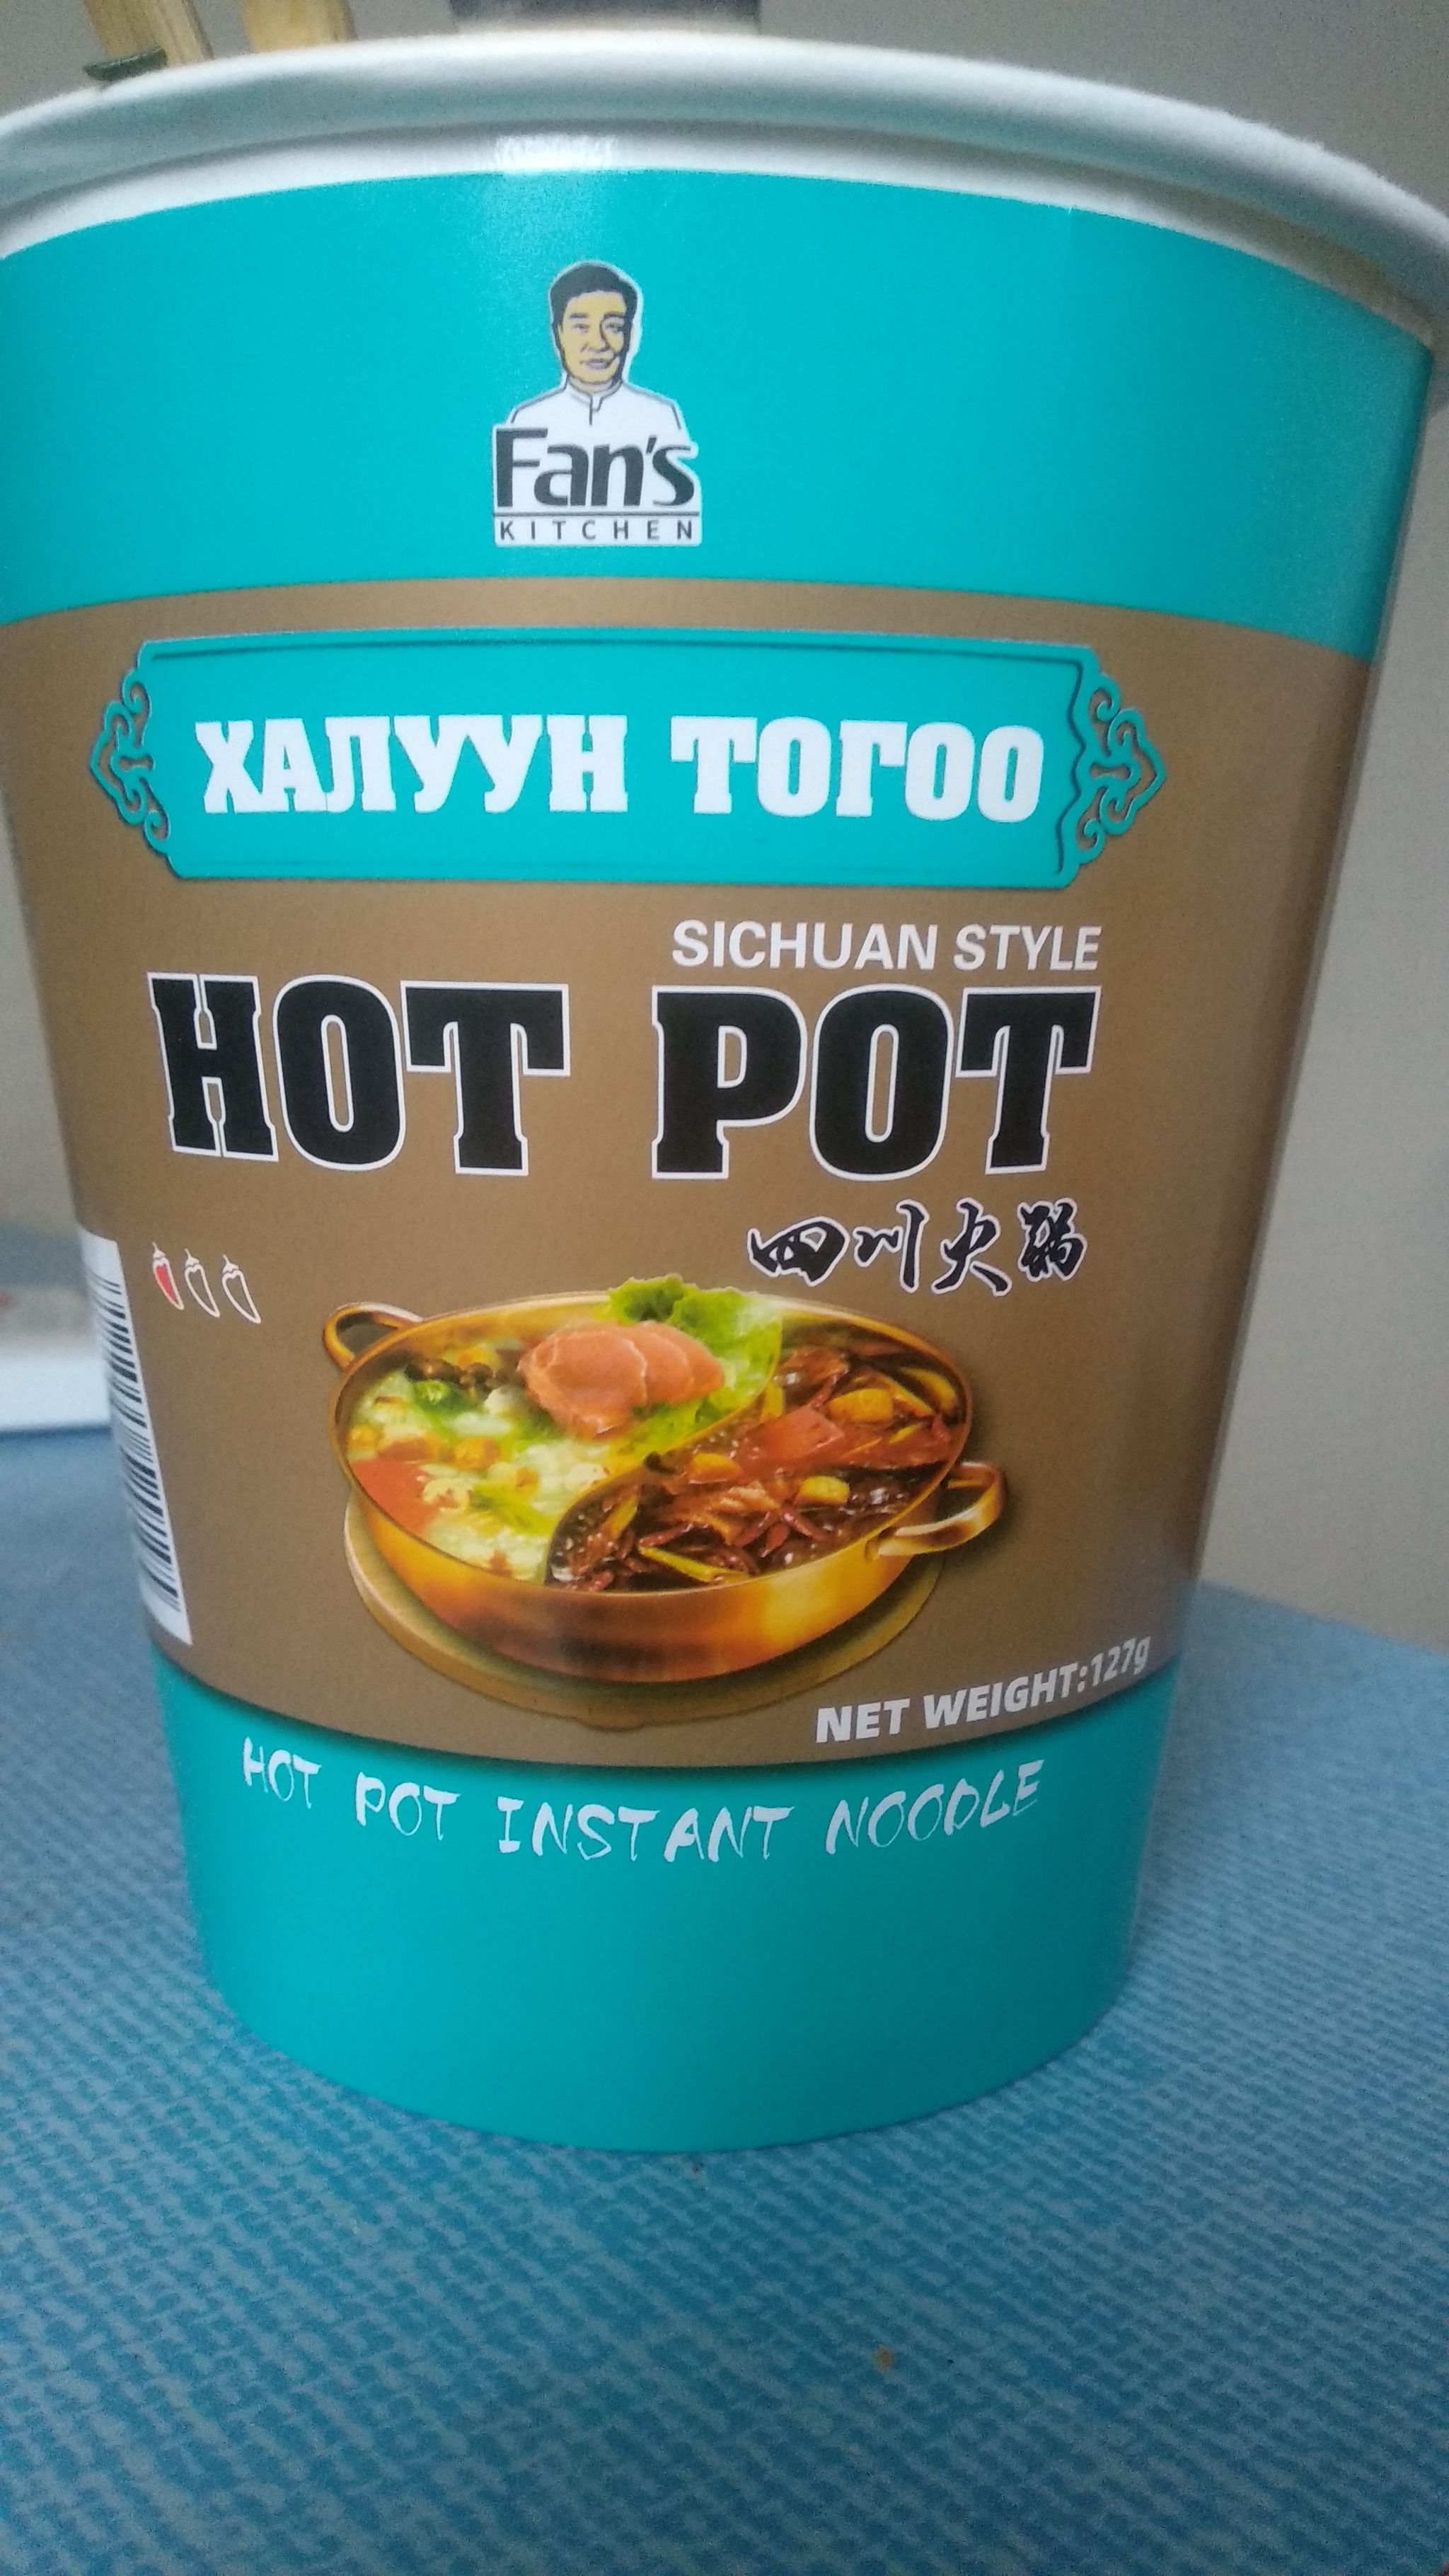 Fan's
KITCHEN
ХАЛУУН ТОГОО
SICHUAN STYLE
HOT POT
四川火锅
NET WEIGHT:127g
HOT POT INSTANT NOODLE